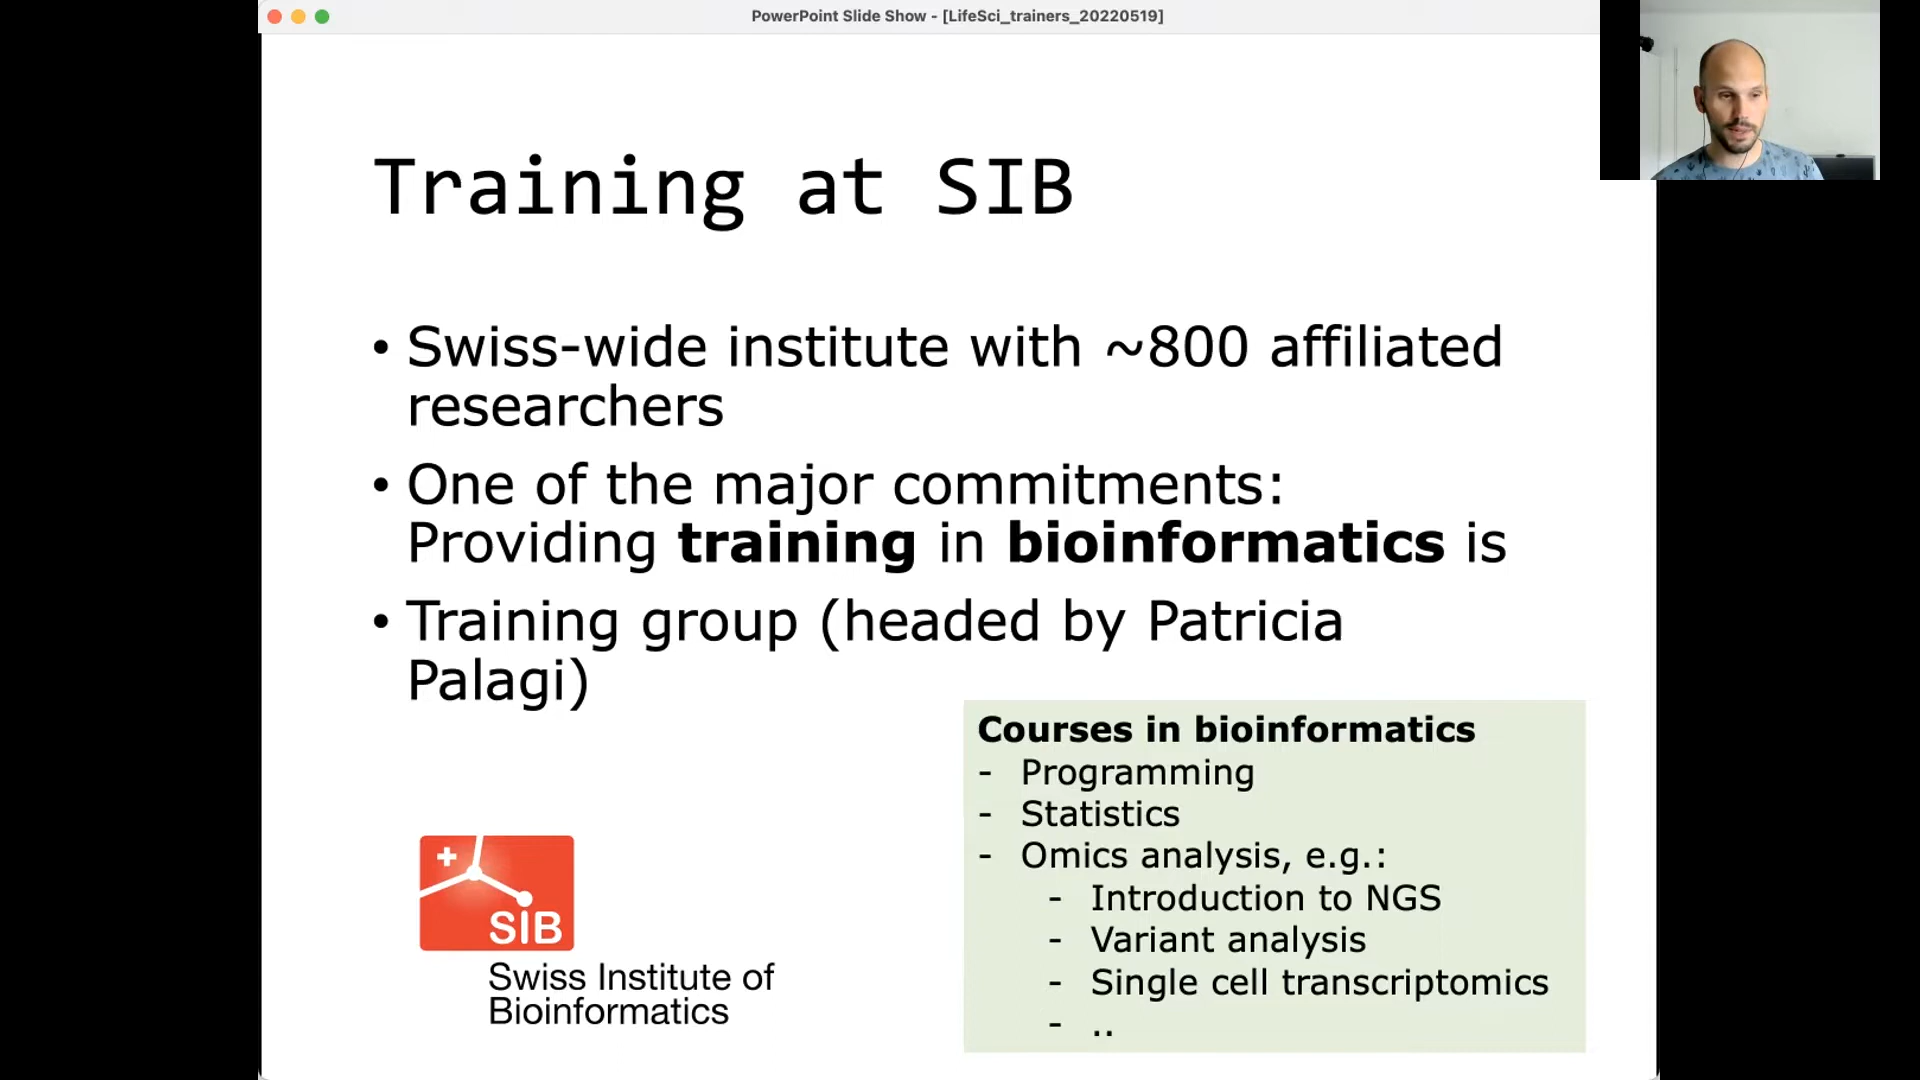 PowerPoint Slide Show - [LifeSci_trainers_20220519]
Training at SIB
• Swiss-wide institute with ~800 affiliated
researchers
• One of the major commitments:
Providing training in bioinformatics is
• Training group (headed by Patricia
Palagi)
Courses in bioinformatics
- Programming
- Statistics
- Omics analysis, e.g.:
- Introduction to NGS
- Variant analysis
- Single cell transcriptomics
- ..
SIB
Swiss Institute of
Bioinformatics